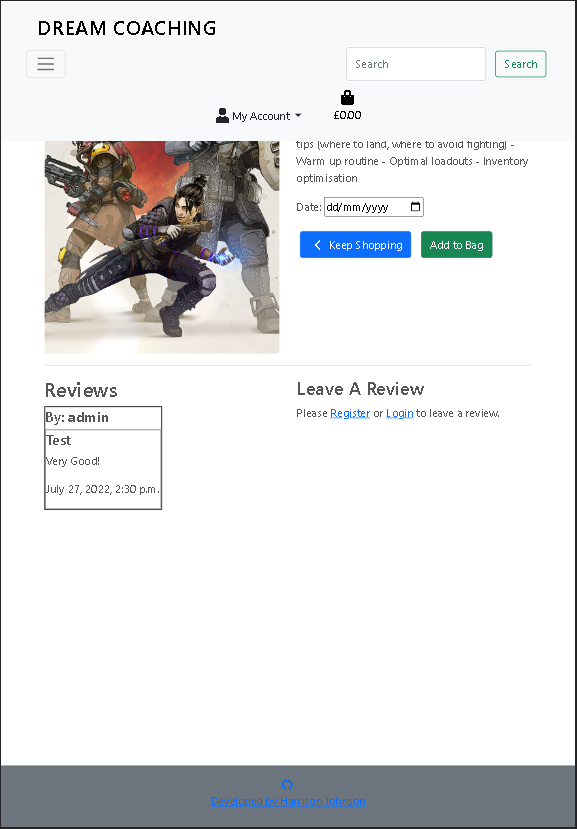 DREAM COACHING
Search
Search
My Account
£0.00
tips (where to land, where to avoid fighting) -
Warm up routine - Optimal loadouts - Inventory
optimisation
Date: dd/mm/yyyy
Keep Shopping
Add to Bag
Reviews
By: admin
Test
Very Good!
July 27, 2022, 2:30 p.m.
Leave A Review
Please Register or Login to leave a review.
Developed by Harrison Johnson